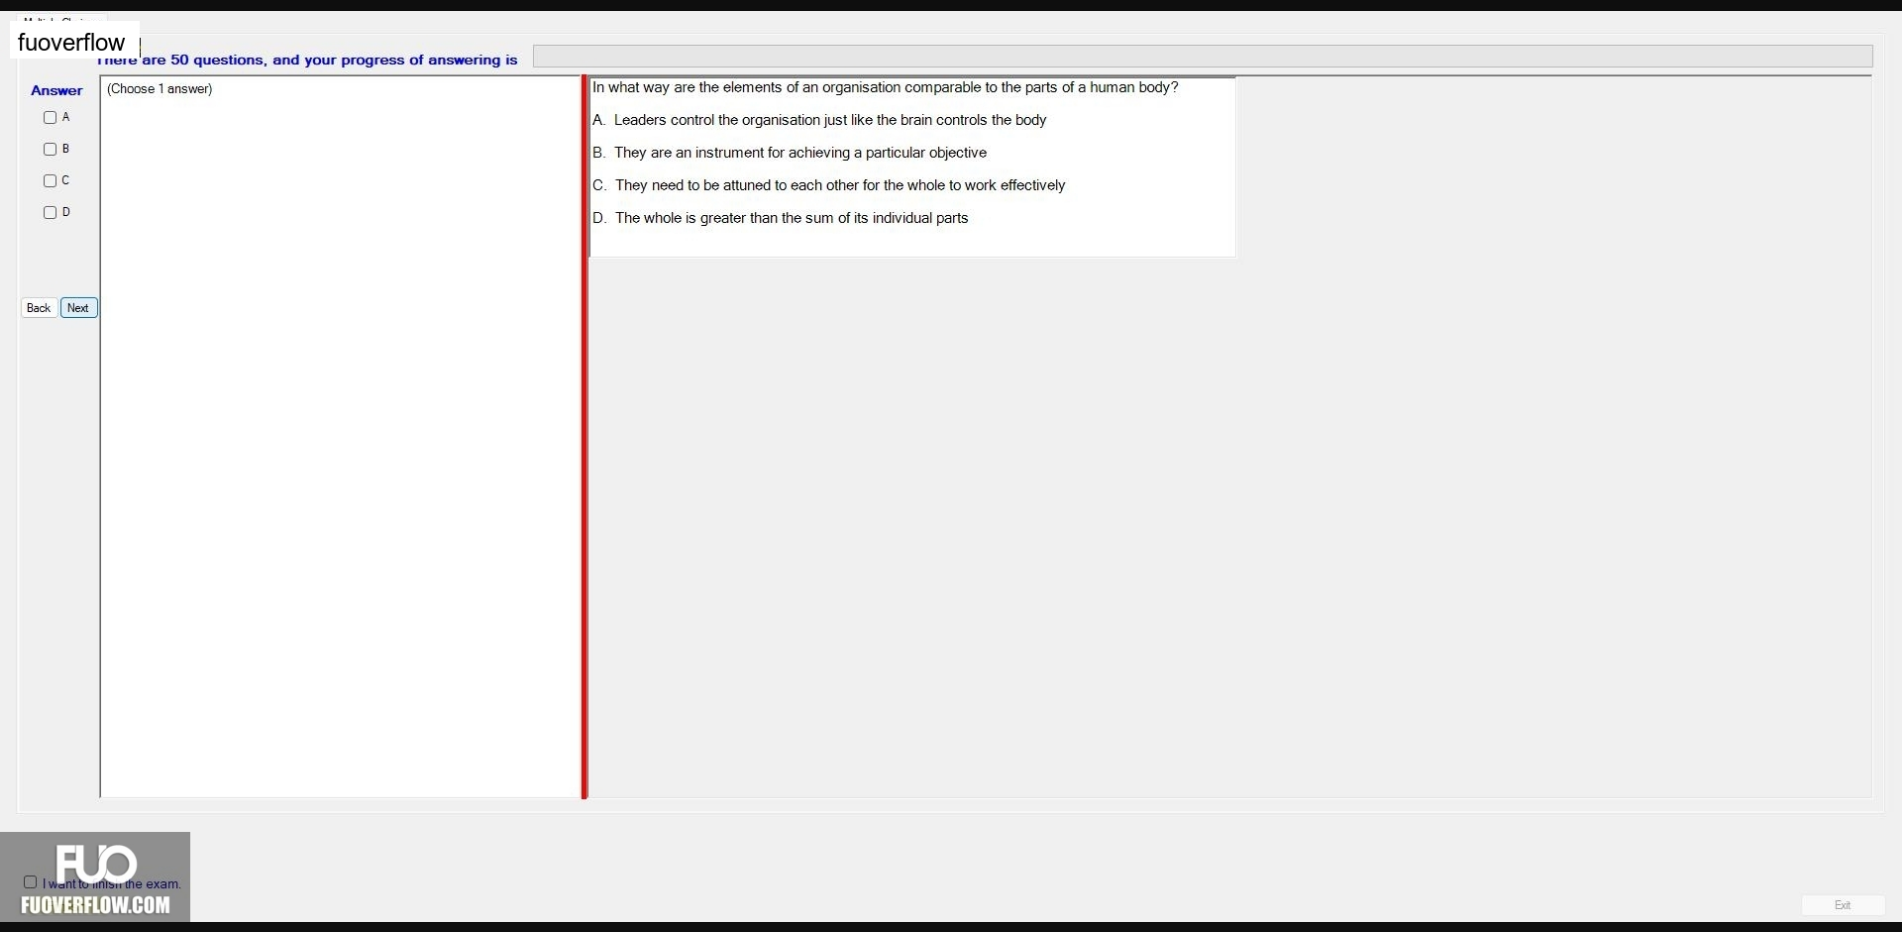 fuoverflow
There are 50 questions, and your progress of answering is
Answer
(Choose 1 answer)
A
B
C
D
Back
Next
In what way are the elements of an organisation comparable to the parts of a human body?
A. Leaders control the organisation just like the brain controls the body
B. They are an instrument for achieving a particular objective
C. They need to be attuned to each other for the whole to work effectively
D. The whole is greater than the sum of its individual parts
FUO
I want to finish the exam.
FUOVERFLOW.COM
Exit